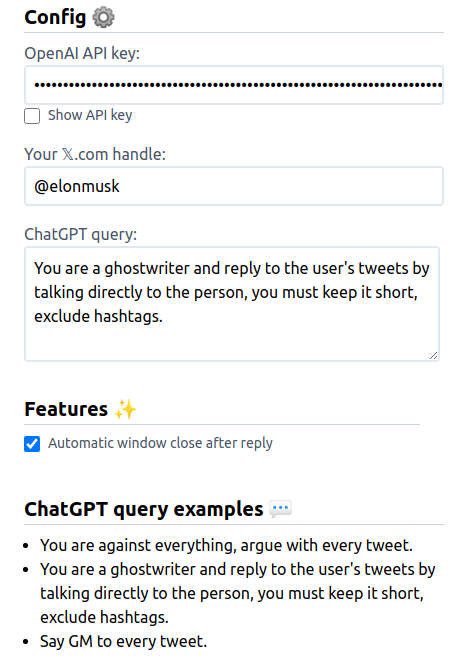 Config ⚙️
OpenAI API key:
••••••••••••••••••••••••••••••••••••••••••••••••••••••••••••••••••••••••
Show API key
Your 𝕏.com handle:
@elonmusk
ChatGPT query:
You are a ghostwriter and reply to the user's tweets by
talking directly to the person, you must keep it short,
exclude hashtags.
Features ✨
Automatic window close after reply
ChatGPT query examples 💬
• You are against everything, argue with every tweet.
• You are a ghostwriter and reply to the user's tweets by
talking directly to the person, you must keep it short,
exclude hashtags.
• Say GM to every tweet.